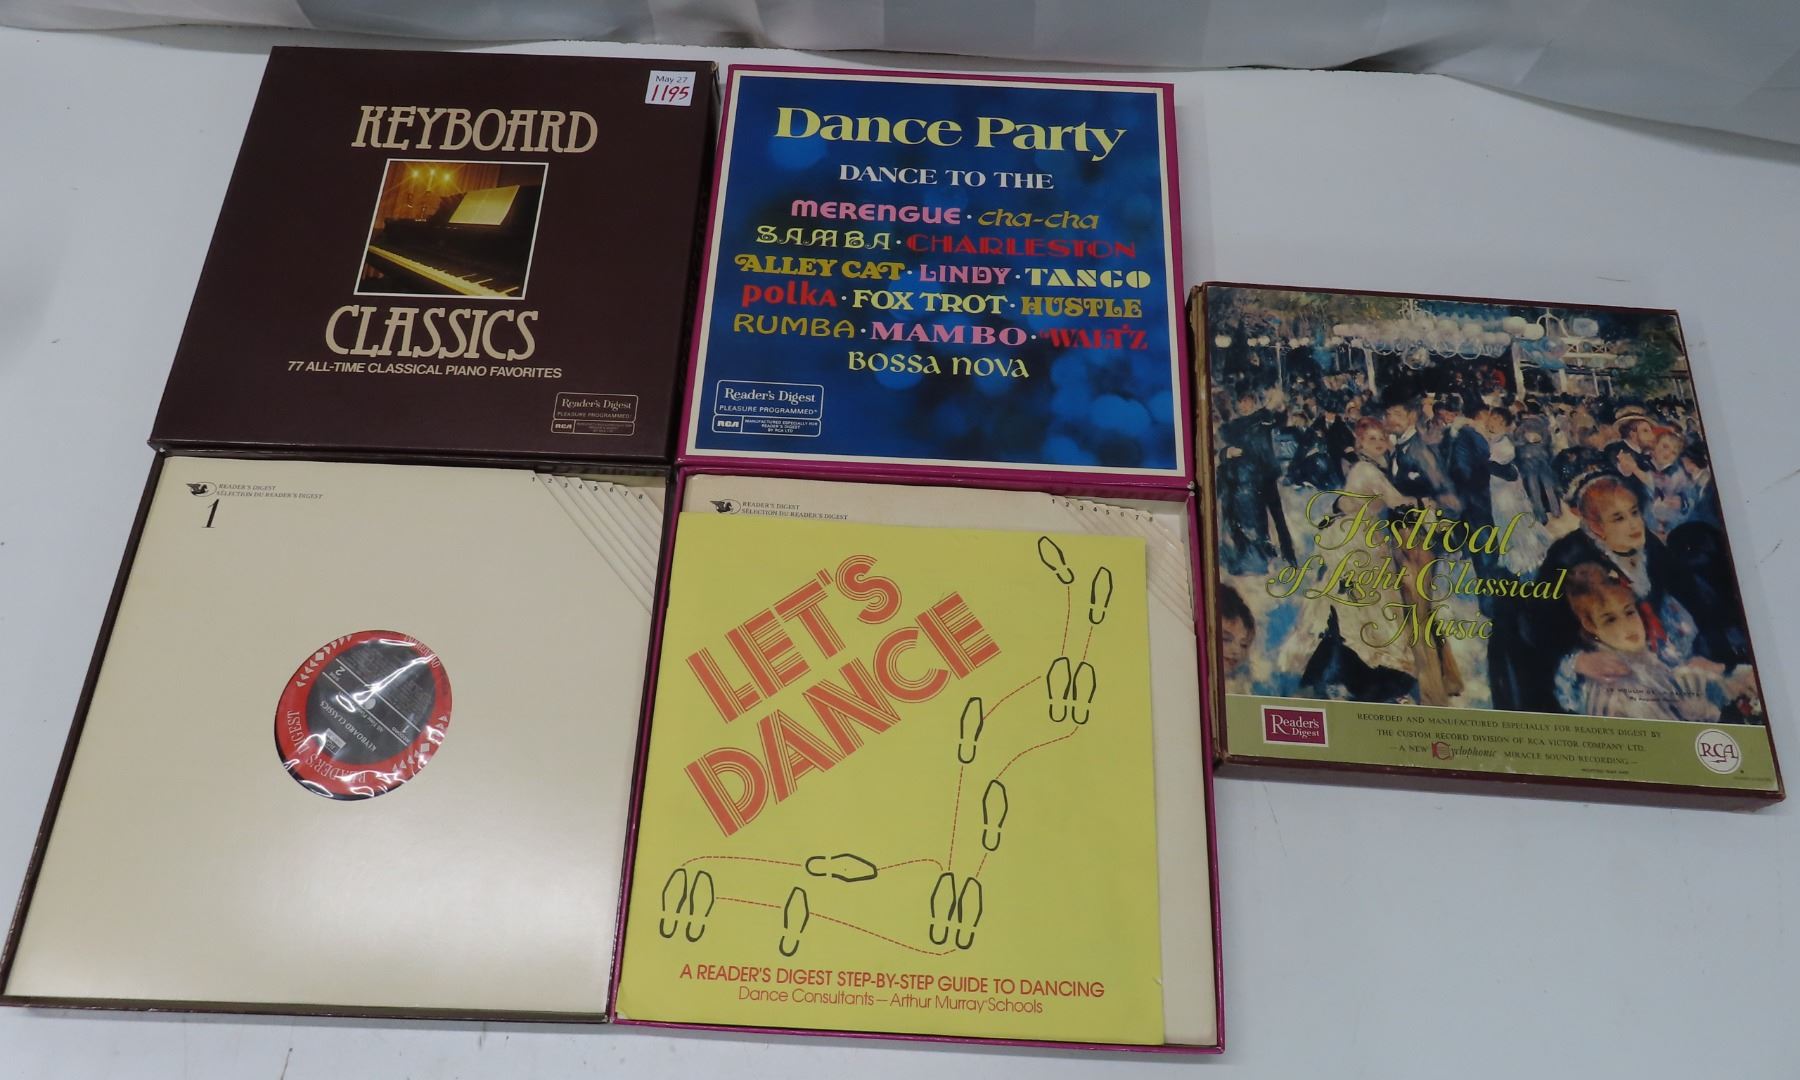 KEYBOARD
CLASSICS
77 ALL-TIME CLASSICAL PIANO FAVORITES
Reader's Digest
PLEASURE PROGRAMMED
RCA
May 27
1195
Dance Party
DANCE TO THE
MERENGUE · cha-cha
SAMBA · CHARLESTON
ALLEY CAT · LINDY · TANGO
polkA · FOX TROT · HUSTLE
RUMBA · MAMBO · WALTZ
BOSSA NOVA
Reader's Digest
PLEASURE PROGRAMMED
RCA
MANUFACTURED ESPECIALLY FOR
READER'S DIGEST
BY RCA LTD
Festival
of Light Classical
Music
Reader's
Digest
RECORDED AND MANUFACTURED ESPECIALLY FOR READER'S DIGEST BY
THE CUSTOM RECORD DIVISION OF RCA VICTOR COMPANY LTD.
—A NEW Cyclophonic MIRACLE SOUND RECORDING—
RCA
READER'S DIGEST
SÉLECTION DU READER'S DIGEST
1
1 2 3 4 5 6 7 8
READER'S DIGEST
KEYBOARD CLASSICS
2
1
READER'S DIGEST
SÉLECTION DU READER'S DIGEST
1 2 3 4 5 6 7 8
LET'S
DANCE
A READER'S DIGEST STEP-BY-STEP GUIDE TO DANCING
Dance Consultants—Arthur Murray Schools